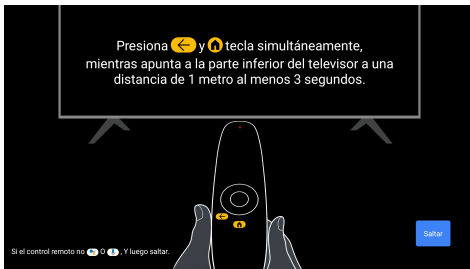 Presiona y tecla simultáneamente,
mientras apunta a la parte inferior del televisor a una
distancia de 1 metro al menos 3 segundos.
Saltar
Si el control remoto no O , Y luego saltar.